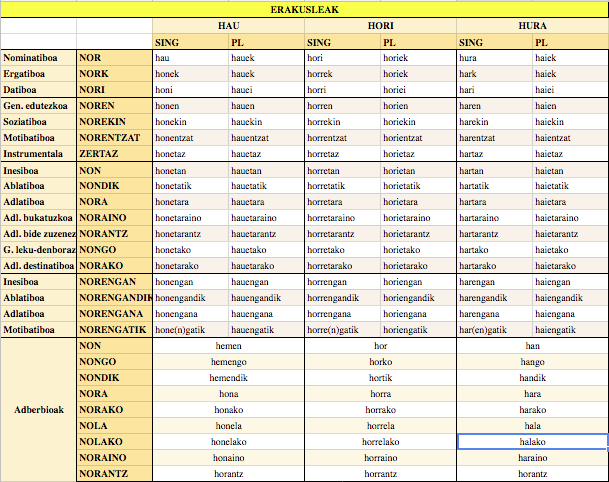 ERAKUSLEAK
HAU HORI HURA
SING PL SING PL SING PL
Nominatiboa NOR hau hauek hori horiek hura haiek
Ergatiboa NORK honek hauek horrek horiek hark haiek
Datiboa NORI honi hauei horri horiei hari haiei
Gen. edutezkoa NOREN honen hauen horren horien haren haien
Soziatiboa NOREKIN honekin hauekin horrekin horiekin harekin haiekin
Motibatiboa NORENTZAT honentzat hauentzat horrentzat horientzat harentzat haientzat
Instrumentala ZERTAZ honetaz hauetaz horretaz horietaz hartaz haietaz
Inesiboa NON honetan hauetan horretan horietan hartan haietan
Ablatiboa NONDIK honetatik hauetatik horretatik horietatik hartatik haietatik
Adlatiboa NORA honetara hauetara horretara horietara hartara haietara
Adl. bukatuzkoa NORAINO honetaraino hauetaraino horretaraino horietaraino hartaraino haietaraino
Adl. bide zuzenez NORANTZ honetarantz hauetarantz horretarantz horietarantz hartarantz haietarantz
G. leku-denboraz NONGO honetako hauetako horretako horietako hartako haietako
Adl. destinatiboa NORAKO honetarako hauetarako horretarako horietarako hartarako haietarako
Inesiboa NORENGAN honengan hauengan horrengan horiengan harengan haiengan
Ablatiboa NORENGANDIK honengandik hauengandik horrengandik horiengandik harengandik haiengandik
Adlatiboa NORENGANA honengana hauengana horrengana horiengana harengana haiengana
Motibatiboa NORENGATIK hone(n)gatik hauengatik horre(n)gatik horiengatik har(en)gatik haiengatik
Adberbioak
NON hemen hor han
NONGO hemengo horko hango
NONDIK hemendik hortik handik
NORA hona horra hara
NORAKO honako horrako harako
NOLA honela horrela hala
NOLAKO honelako horrelako halako
NORAINO honaino horraino haraino
NORANTZ horantz horrantz harantz